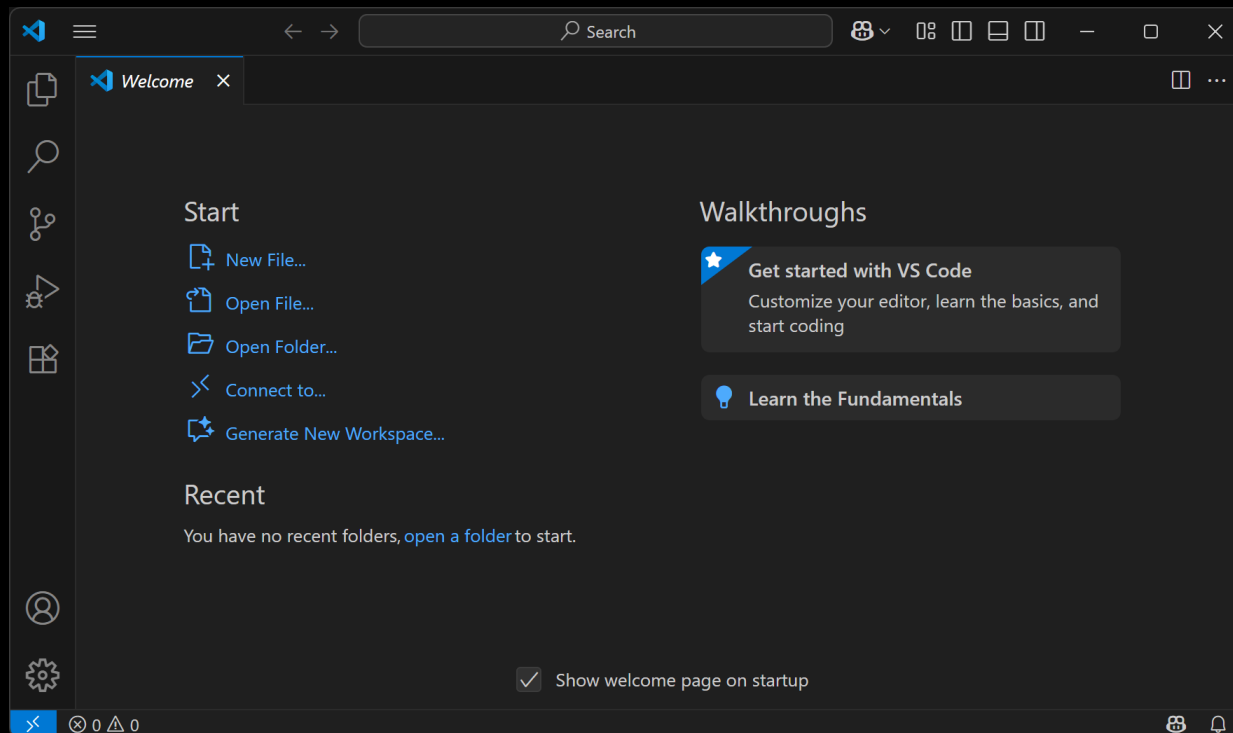 Search
Welcome
Start
New File...
Open File...
Open Folder...
Connect to...
Generate New Workspace...
Recent
You have no recent folders, open a folder to start.
Walkthroughs
Get started with VS Code
Customize your editor, learn the basics, and
start coding
Learn the Fundamentals
Show welcome page on startup
0 0